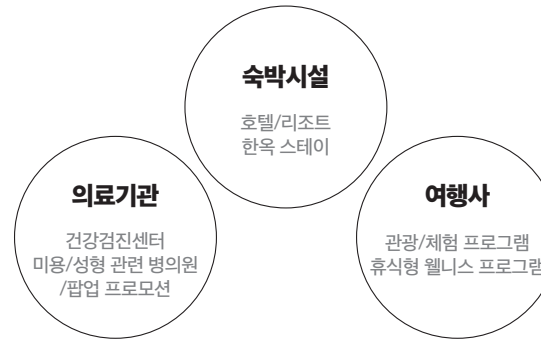 숙박시설
호텔/리조트
한옥 스테이
의료기관
건강검진센터
미용/성형 관련 병의원
/팝업 프로모션
여행사
관광/체험 프로그램
휴식형 웰니스 프로그램